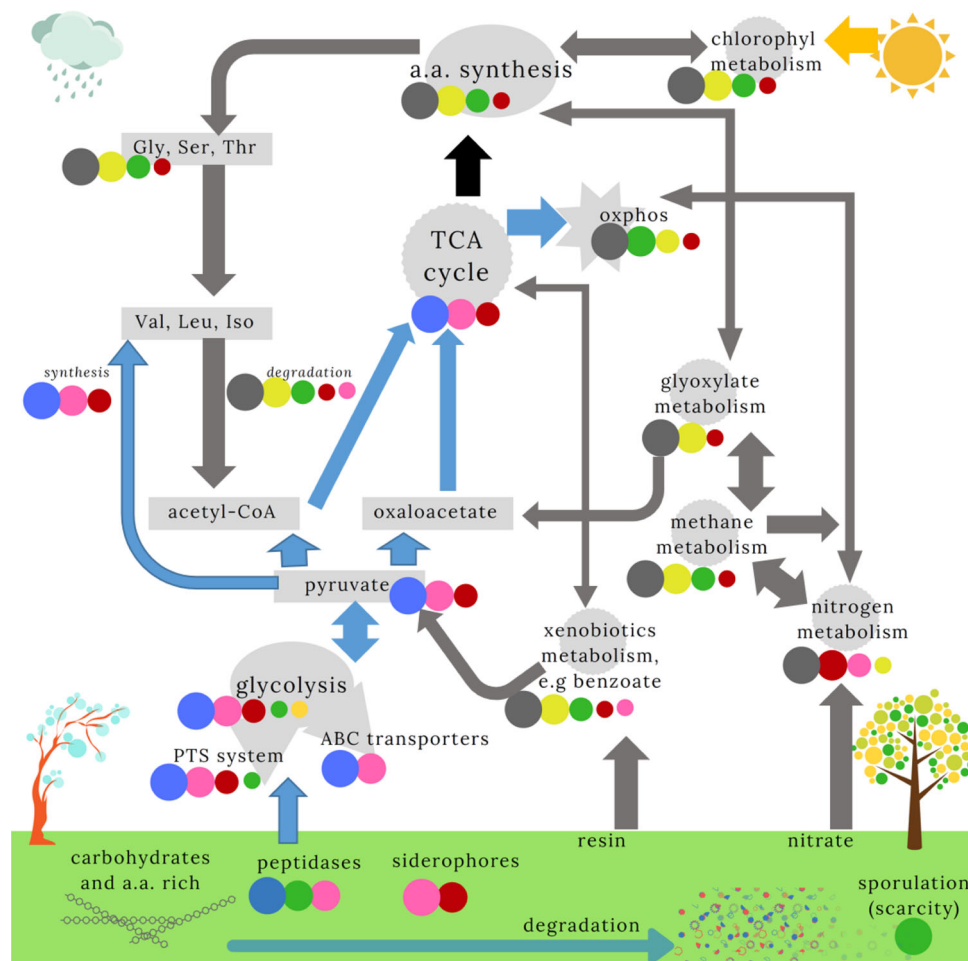 chlorophyl
metabolism
a.a. synthesis
Gly, Ser, Thr
oxphos
TCA
cycle
Val, Leu, Iso
synthesis
degradation
glyoxylate
metabolism
acetyl-CoA
oxaloacetate
methane
metabolism
pyruvate
nitrogen
metabolism
xenobiotics
metabolism,
e.g benzoate
glycolysis
ABC transporters
PTS system
resin
nitrate
carbohydrates
and a.a. rich
peptidases
siderophores
sporulation
(scarcity)
degradation